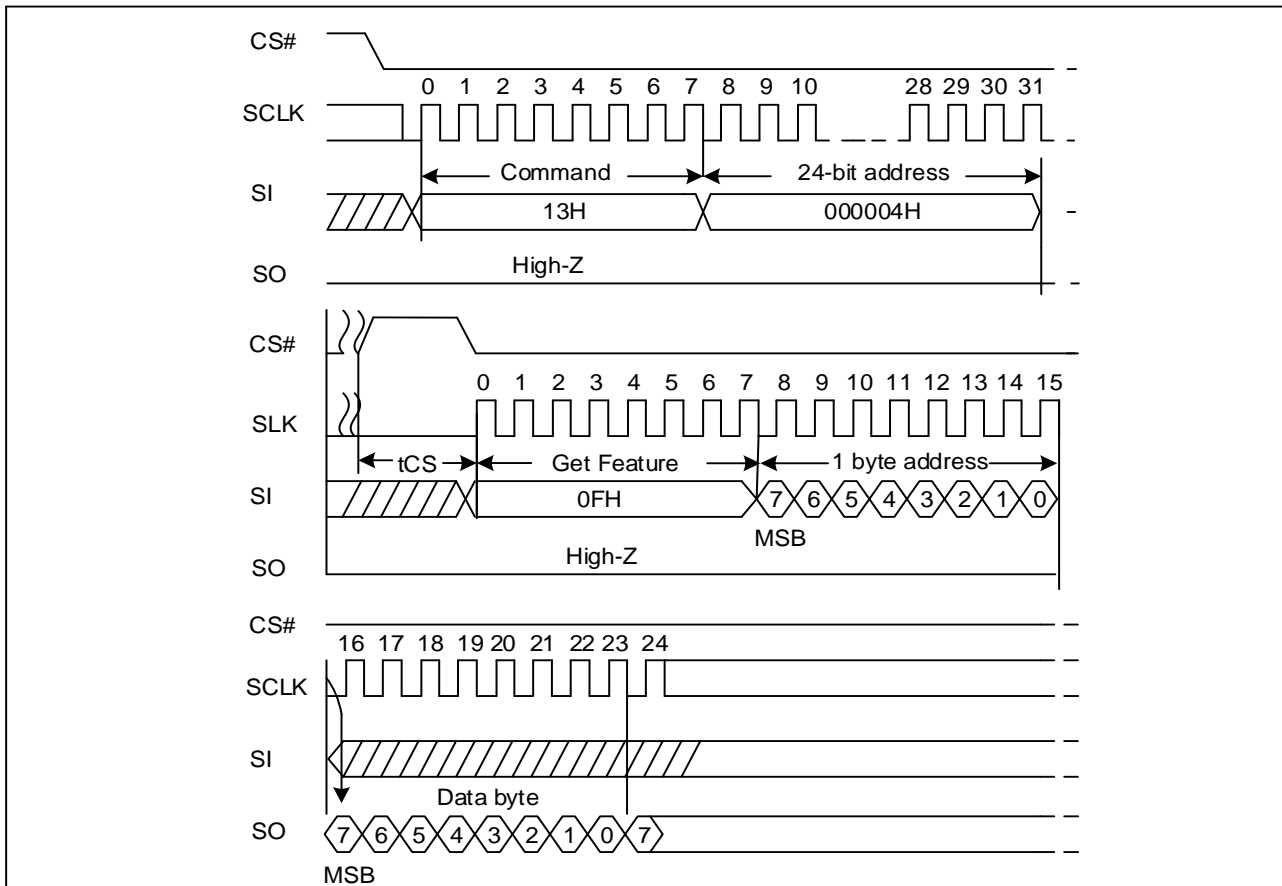 CS#
0 1 2 3 4 5 6 7 8 9 10 28 29 30 31
SCLK
Command 24-bit address
SI
13H 000004H
High-Z
SO
CS#
0 1 2 3 4 5 6 7 8 9 10 11 12 13 14 15
SLK
tCS Get Feature 1 byte address
SI
0FH 7 6 5 4 3 2 1 0
MSB
High-Z
SO
CS#
16 17 18 19 20 21 22 23 24
SCLK
SI
Data byte
SO 7 6 5 4 3 2 1 0 7
MSB